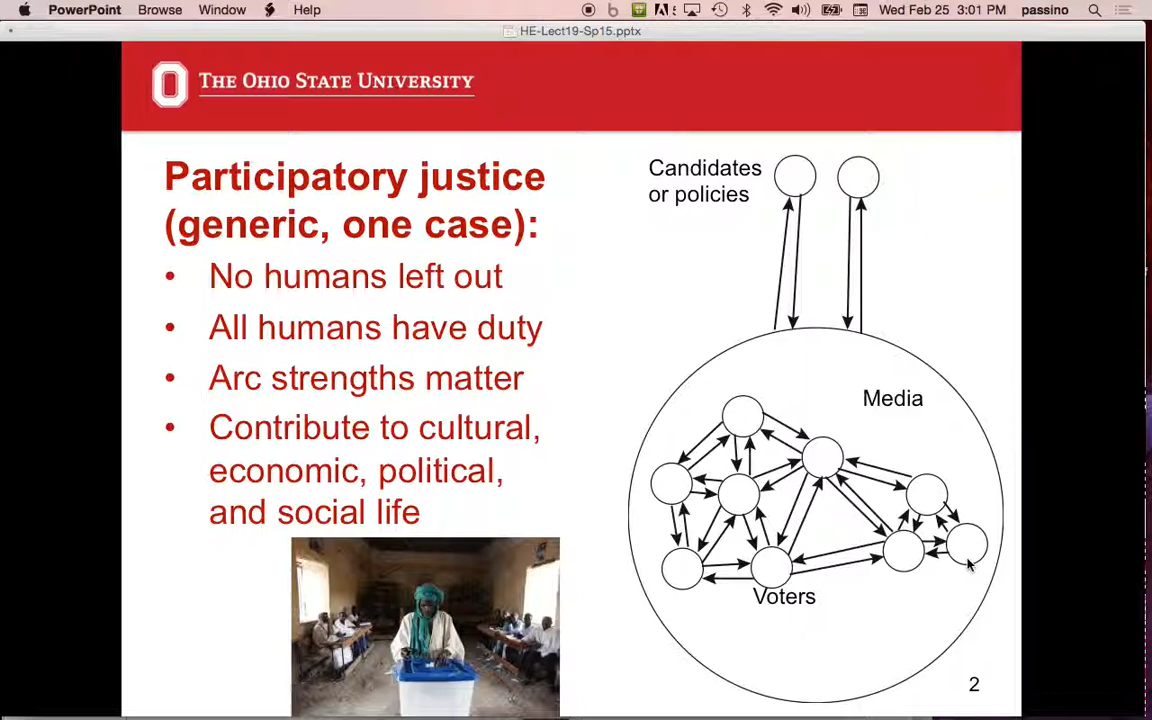 PowerPoint Browse Window Help Wed Feb 25 3:01 PM passino
HE-Lect19-Sp15.pptx
THE OHIO STATE UNIVERSITY
Participatory justice
(generic, one case):
• No humans left out
• All humans have duty
• Arc strengths matter
• Contribute to cultural,
economic, political,
and social life
Candidates
or policies
Media
Voters
2